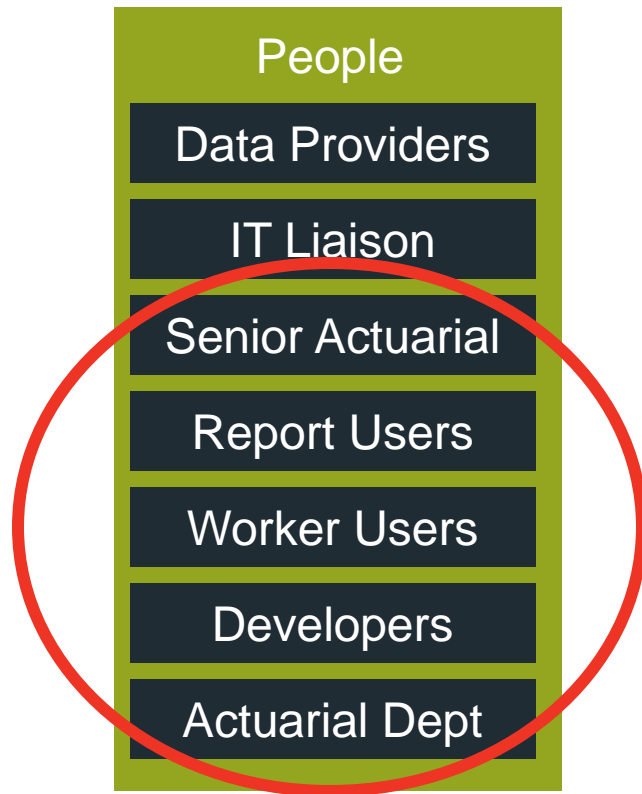 People
Data Providers
IT Liaison
Senior Actuarial
Report Users
Worker Users
Developers
Actuarial Dept